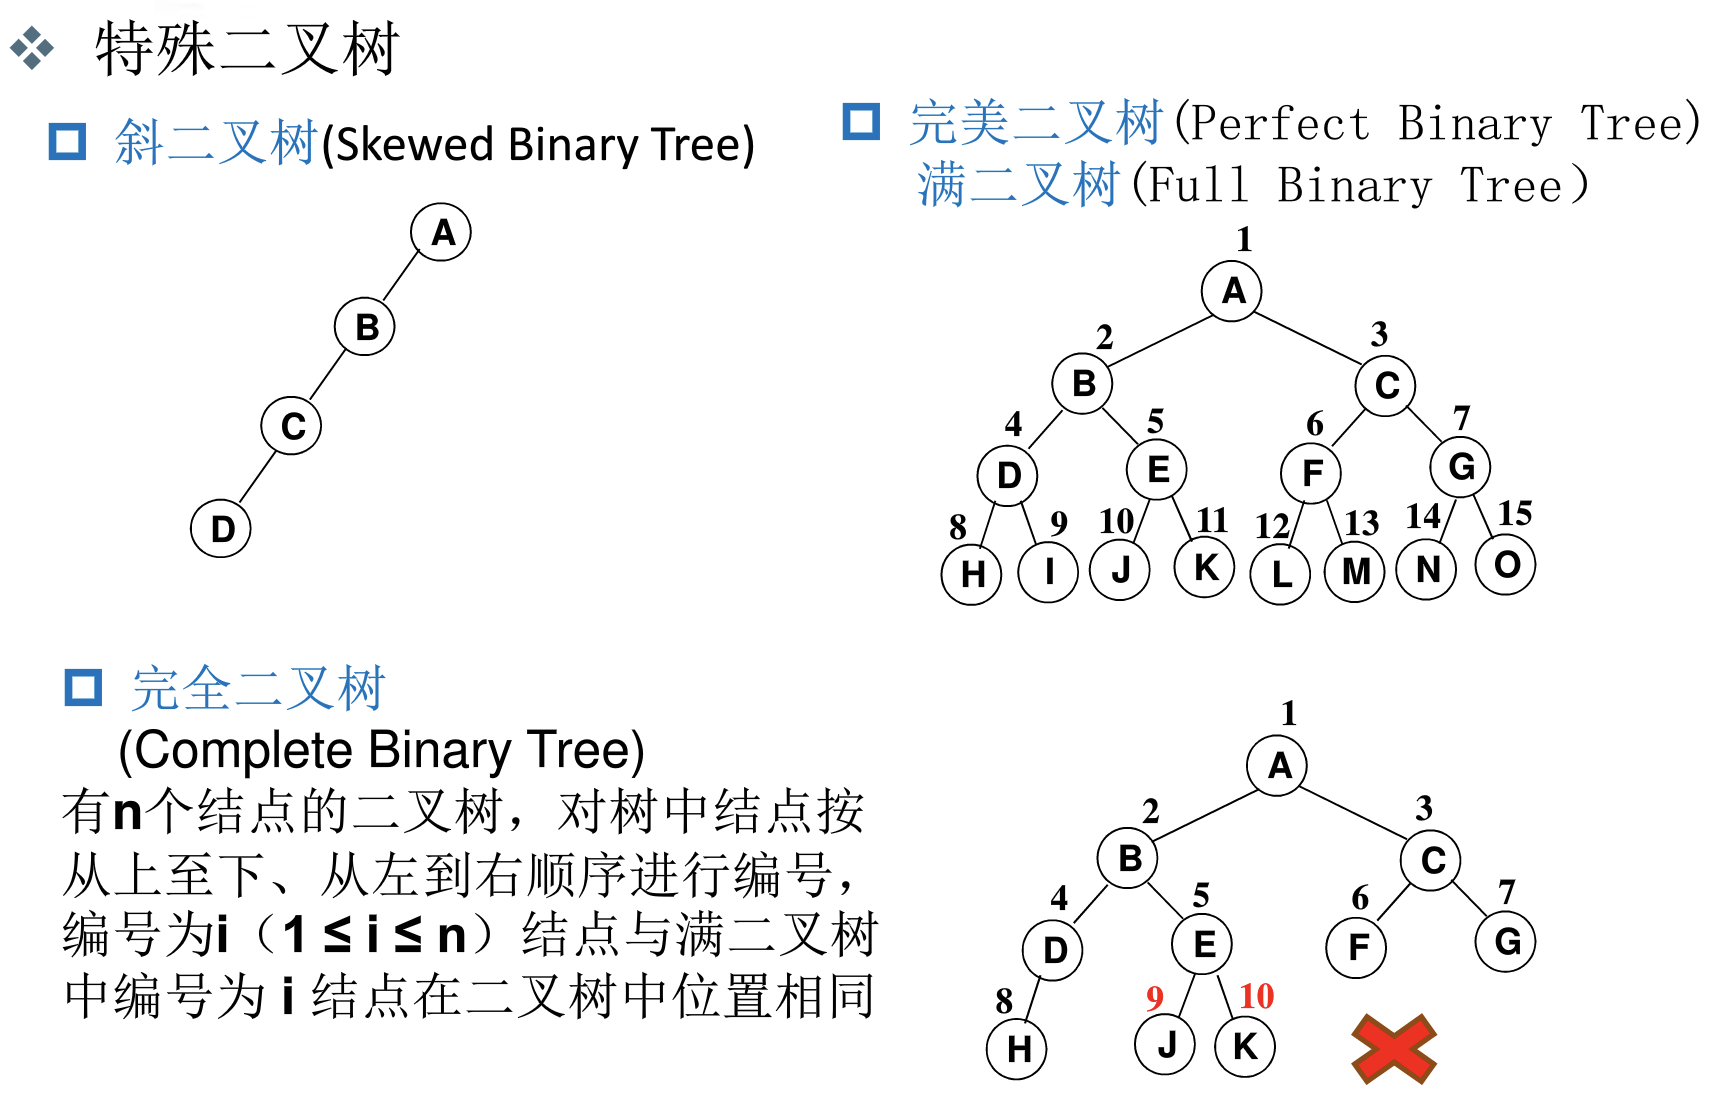 特殊二叉树
斜二叉树(Skewed Binary Tree)
A
B
C
D
完美二叉树(Perfect Binary Tree)
满二叉树(Full Binary Tree）
1
A
2 3
B C
4 5 6 7
D E F G
8 9 10 11 12 13 14 15
H I J K L M N O
完全二叉树
(Complete Binary Tree)
有n个结点的二叉树，对树中结点按
从上至下、从左到右顺序进行编号，
编号为i（1 ≤ i ≤ n）结点与满二叉树
中编号为 i 结点在二叉树中位置相同
1
A
2 3
B C
4 5 6 7
D E F G
8 9 10
H J K